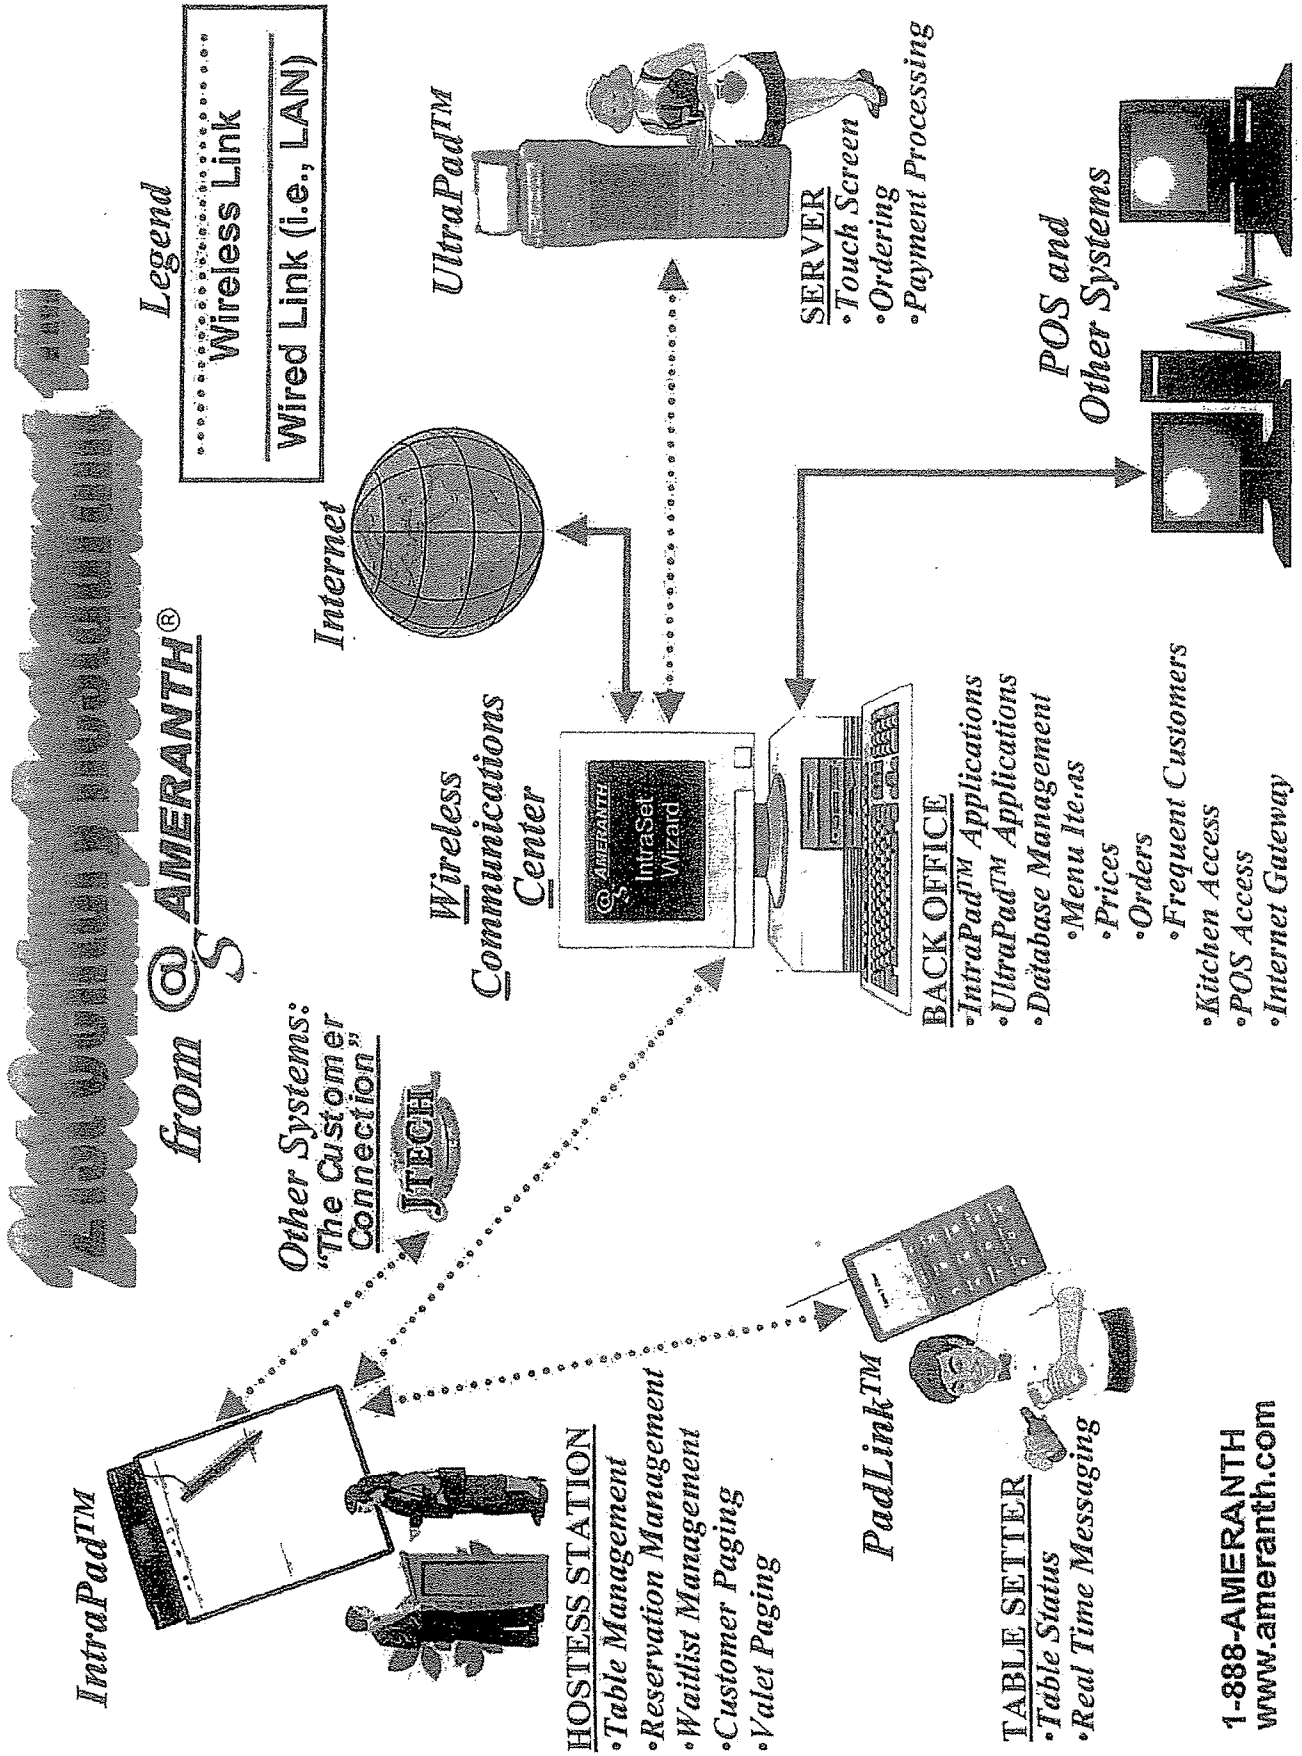 from @ AMERANTH®
S
Legend
Wireless Link
Wired Link (i.e., LAN)
IntraPad™
Other Systems:
"The Customer
Connection"
JTECH
Wireless
Communications
Center
Internet
UltraPad™
@ AMERANTH
S
IntraSet
Wizard
HOSTESS STATION
•Table Management
•Reservation Management
•Waitlist Management
•Customer Paging
•Valet Paging
SERVER
•Touch Screen
•Ordering
•Payment Processing
PadLink™
TABLE SETTER
•Table Status
•Real Time Messaging
BACK OFFICE
•IntraPad™ Applications
•UltraPad™ Applications
•Database Management
•Menu Items
•Prices
•Orders
•Frequent Customers
•Kitchen Access
•POS Access
•Internet Gateway
POS and
Other Systems
1-888-AMERANTH
www.ameranth.com